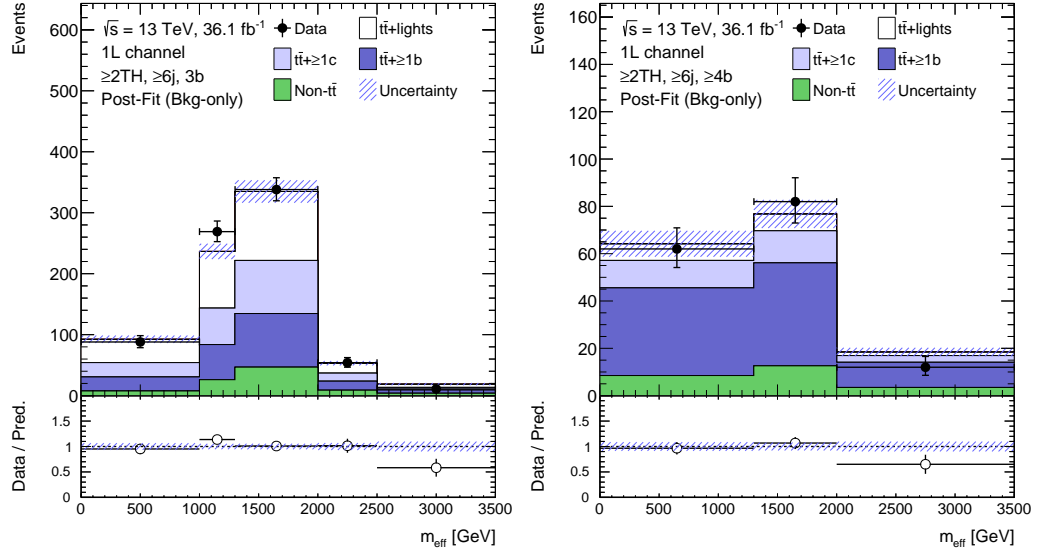 Events
√s = 13 TeV, 36.1 fb⁻¹
1L channel
≥2TH, ≥6j, 3b
Post-Fit (Bkg-only)
Data
tt̄+lights
tt̄+≥1c
tt̄+≥1b
Non-tt̄
Uncertainty
600
400
200
0
Data / Pred.
1.5
1
0.5
0
0 500 1000 1500 2000 2500 3000 3500
m_eff [GeV]
Events
√s = 13 TeV, 36.1 fb⁻¹
1L channel
≥2TH, ≥6j, ≥4b
Post-Fit (Bkg-only)
Data
tt̄+lights
tt̄+≥1c
tt̄+≥1b
Non-tt̄
Uncertainty
160
140
120
100
80
60
40
20
0
Data / Pred.
1.5
1
0.5
0
0 500 1000 1500 2000 2500 3000 3500
m_eff [GeV]